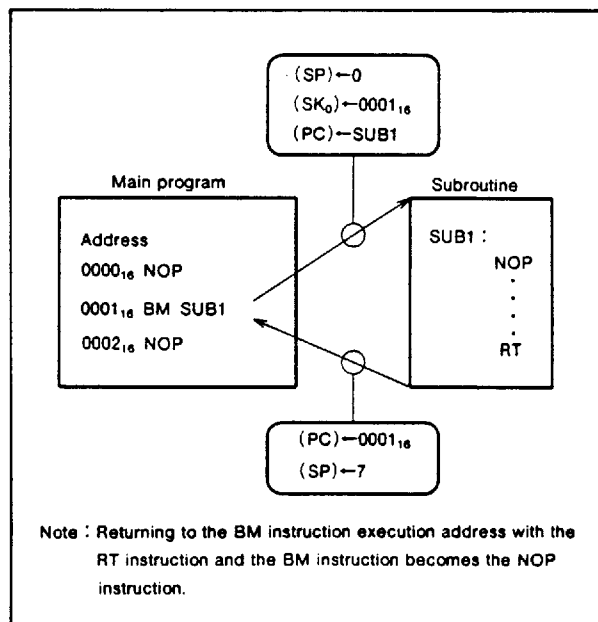 (SP)←0
(SK₀)←0001₁₆
(PC)←SUB1
Main program
Subroutine
Address
0000₁₆ NOP
0001₁₆ BM SUB1
0002₁₆ NOP
SUB1 :
NOP
·
·
·
·
RT
(PC)←0001₁₆
(SP)←7
Note : Returning to the BM instruction execution address with the
RT instruction and the BM instruction becomes the NOP
instruction.